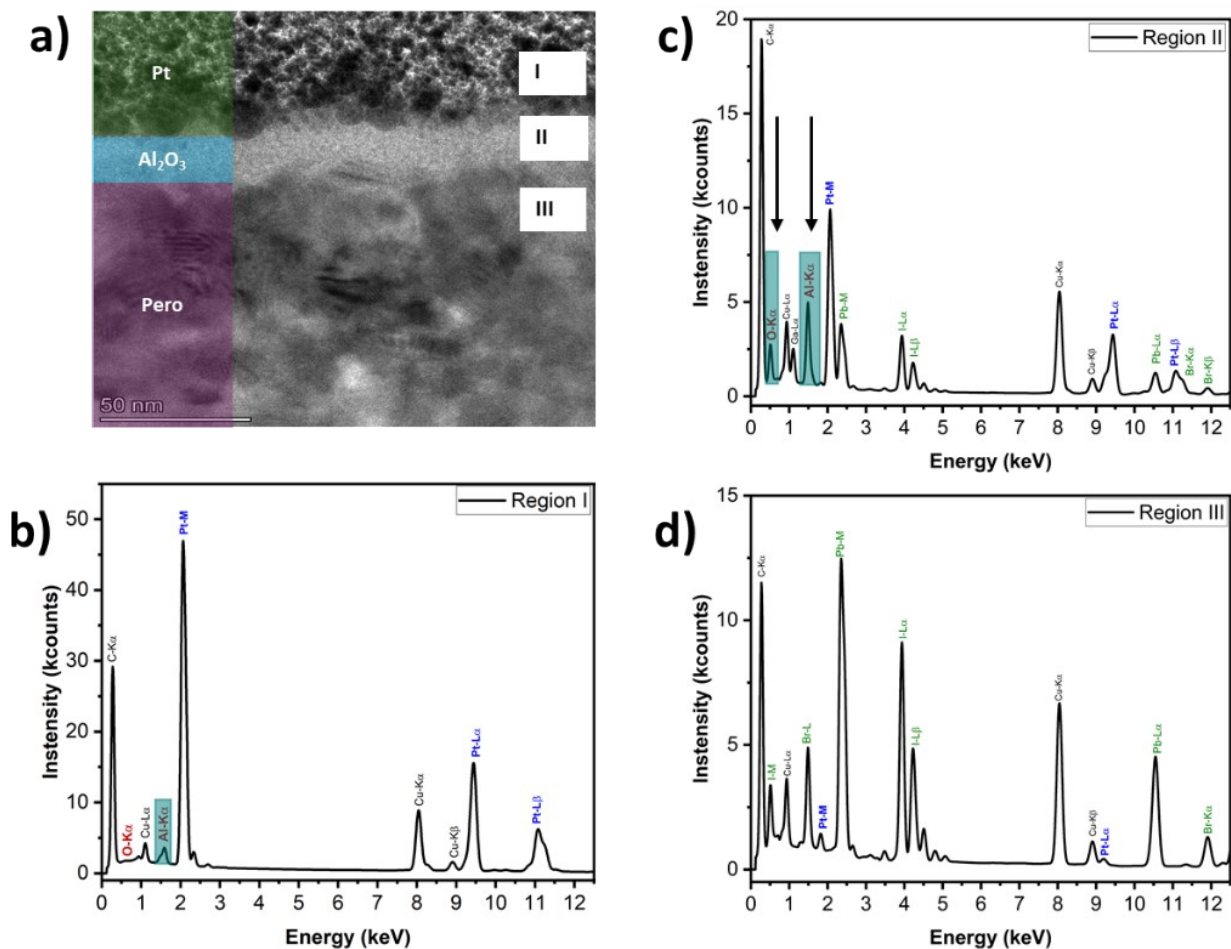 a)
Pt
Al₂O₃
Pero
I
II
III
50 nm
c)
Region II
Instensity (kcounts)
20
15
10
5
0
C-Kα
O-Kα
Cu-Lα
Ga-Lα
Al-Kα
Pt-M
Pb-M
I-Lα
I-Lβ
Cu-Kα
Cu-Kβ
Pt-Lα
Pb-Lα
Pt-Lβ
Br-Kα
Br-Kβ
0 1 2 3 4 5 6 7 8 9 10 11 12
Energy (keV)
b)
Region I
Instensity (kcounts)
50
40
30
20
10
0
C-Kα
O-Kα
Cu-Lα
Al-Kα
Pt-M
Cu-Kα
Cu-Kβ
Pt-Lα
Pt-Lβ
0 1 2 3 4 5 6 7 8 9 10 11 12
Energy (keV)
d)
Region III
Instensity (kcounts)
15
10
5
0
C-Kα
I-M
Cu-Lα
Br-L
Pt-M
Pb-M
I-Lα
I-Lβ
Cu-Kα
Cu-Kβ
Pt-Lα
Pb-Lα
Br-Kα
0 1 2 3 4 5 6 7 8 9 10 11 12
Energy (keV)